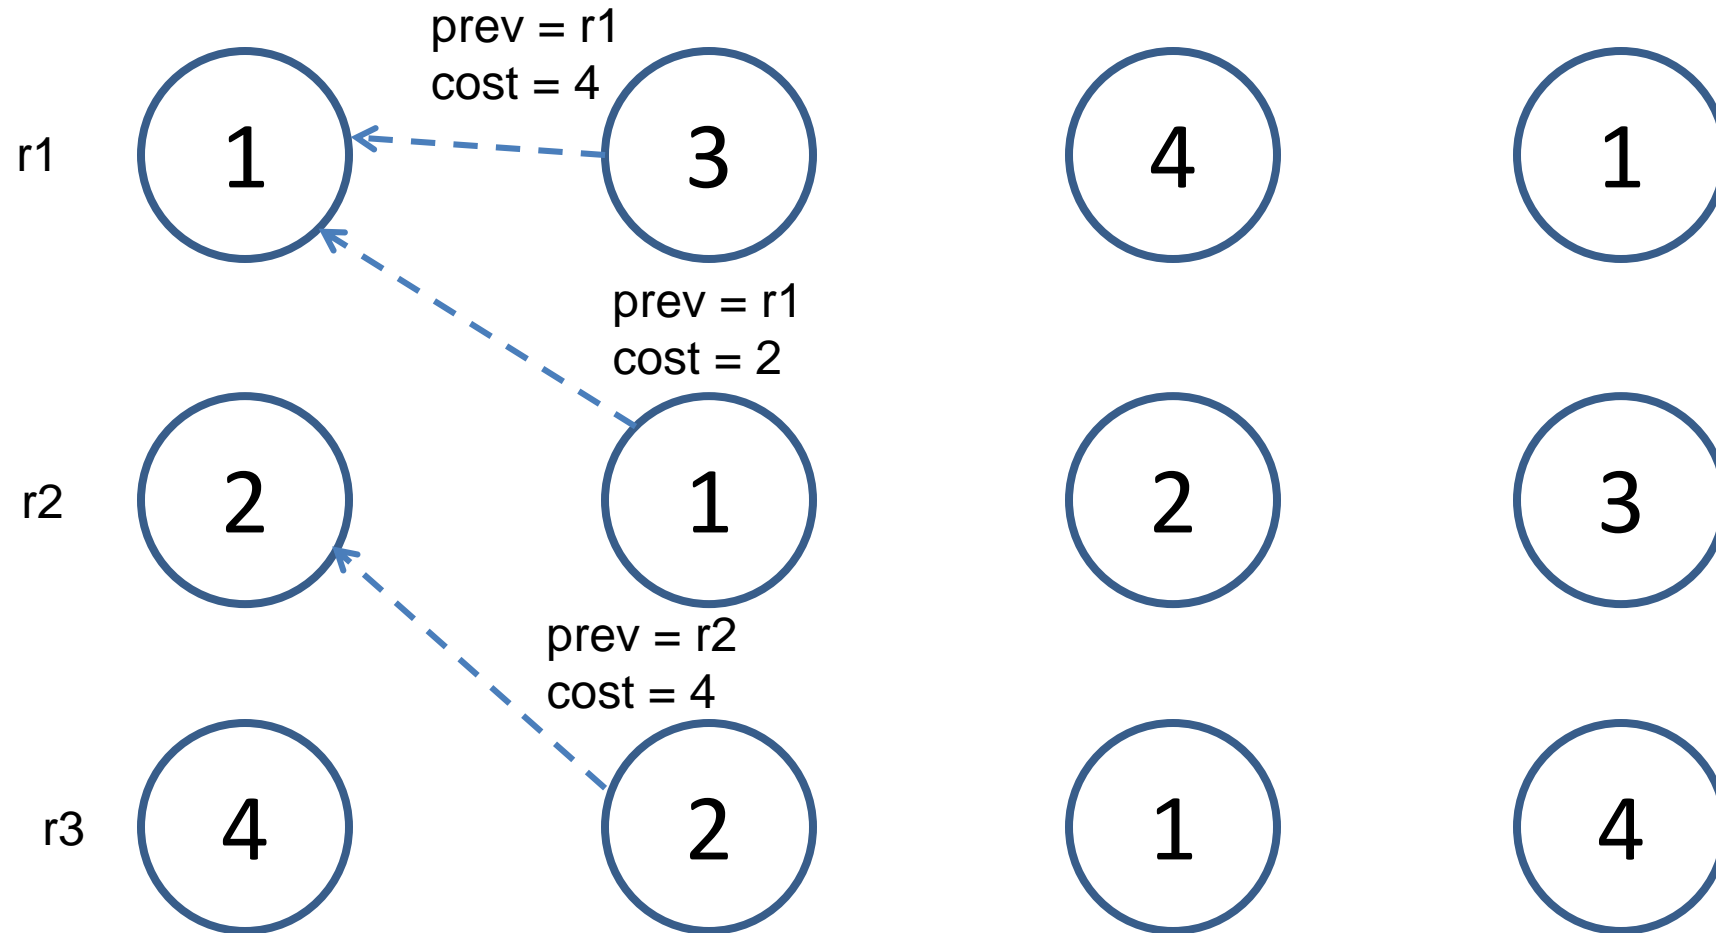 prev = r1
cost = 4
r1 1 3 4 1
prev = r1
cost = 2
r2 2 1 2 3
prev = r2
cost = 4
r3 4 2 1 4